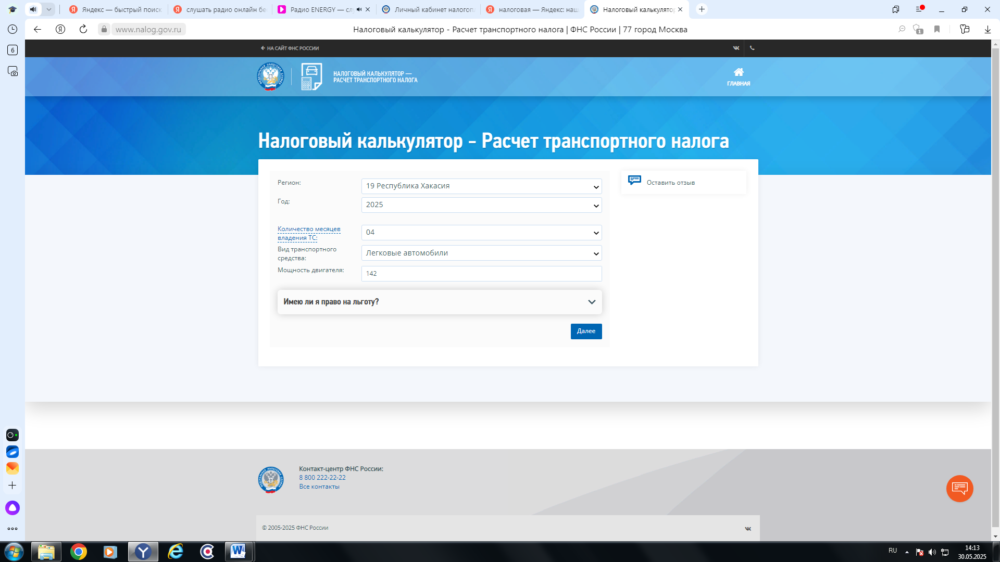 Яндекс — быстрый поиск
слушать радио онлайн бе
Радио ENERGY — сл
Личный кабинет налогопл
налоговая — Яндекс: наш
Налоговый калькулятор
www.nalog.gov.ru
Налоговый калькулятор - Расчет транспортного налога | ФНС России | 77 город Москва
1
6
НА САЙТ ФНС РОССИИ
НАЛОГОВЫЙ КАЛЬКУЛЯТОР —
РАСЧЕТ ТРАНСПОРТНОГО НАЛОГА
ГЛАВНАЯ
Налоговый калькулятор – Расчет транспортного налога
Регион:
19 Республика Хакасия
Оставить отзыв
Год:
2025
Количество месяцев
владения ТС:
04
Вид транспортного
средства:
Легковые автомобили
Мощность двигателя:
142
Имею ли я право на льготу?
Далее
Контакт-центр ФНС России:
8 800 222-22-22
Все контакты
© 2005-2025 ФНС России
RU
14:13
30.05.2025